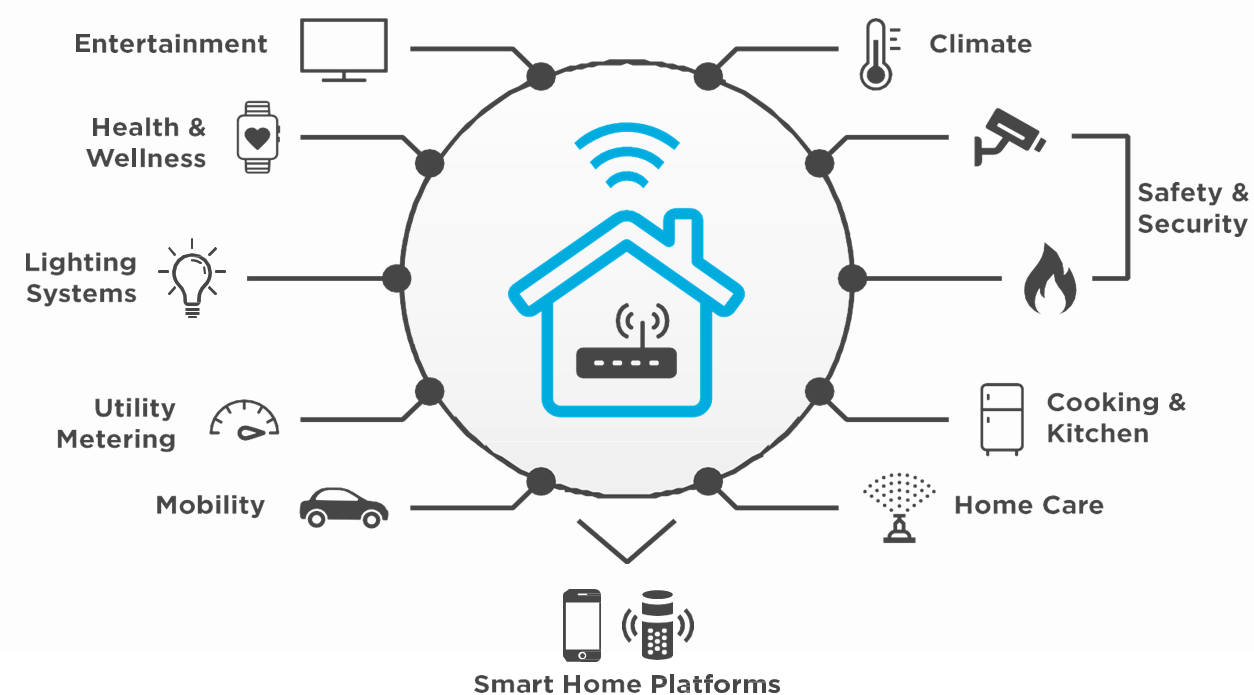 Entertainment
Climate
Health &
Wellness
Safety &
Security
Lighting
Systems
Utility
Metering
Cooking &
Kitchen
Mobility
Home Care
Smart Home Platforms